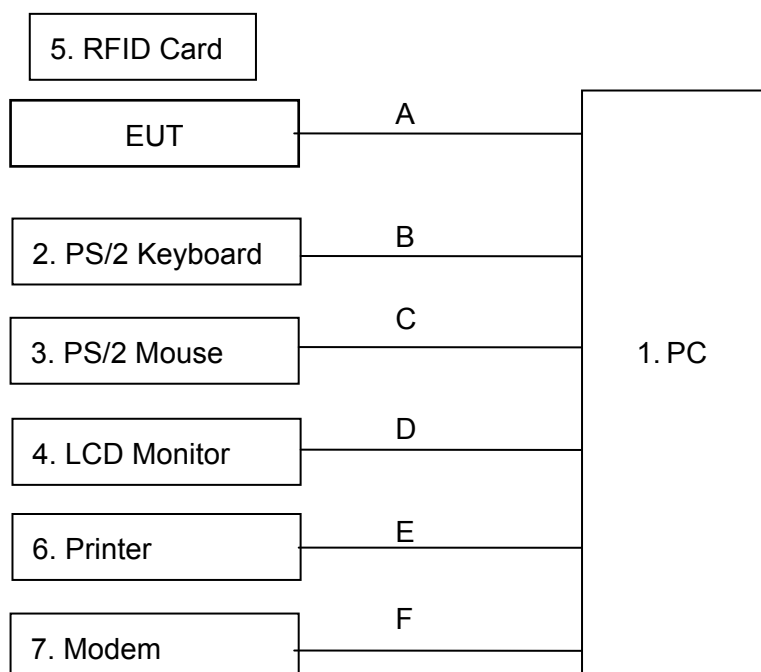 5. RFID Card
A
EUT
B
2. PS/2 Keyboard
C
3. PS/2 Mouse
1. PC
D
4. LCD Monitor
E
6. Printer
F
7. Modem